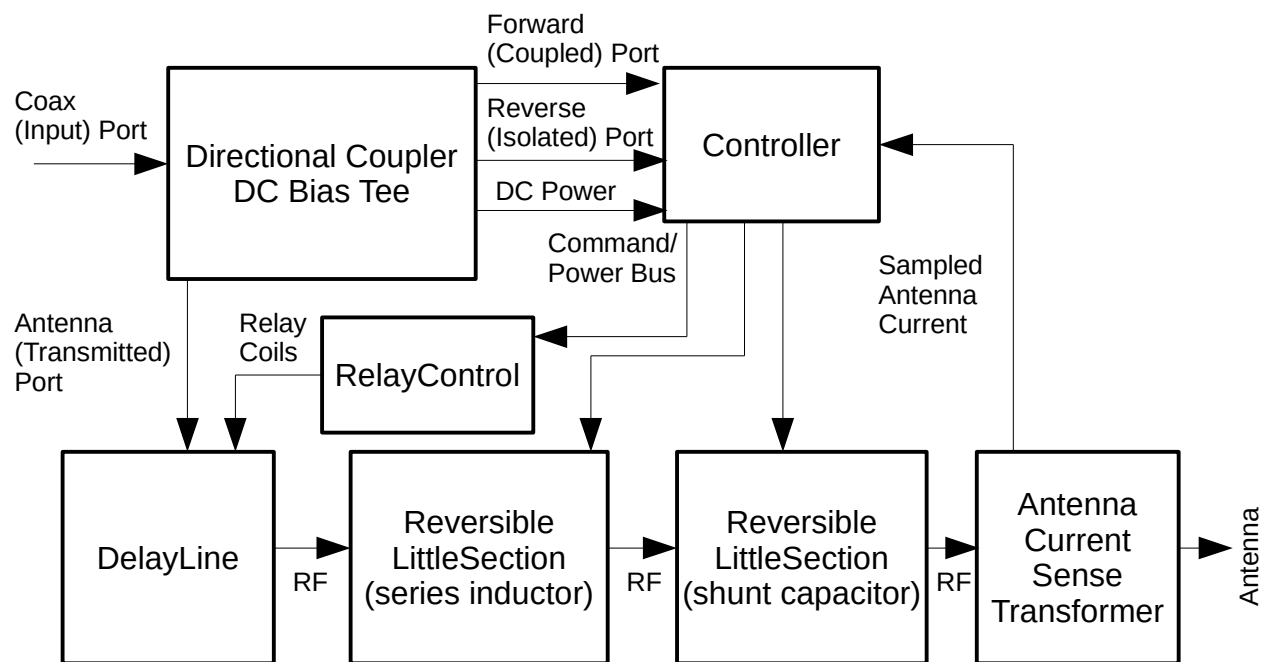 Forward
(Coupled) Port
Coax
(Input) Port
Directional Coupler
DC Bias Tee
Reverse
(Isolated) Port
DC Power
Controller
Command/
Power Bus
Sampled
Antenna
Current
Antenna
(Transmitted)
Port
Relay
Coils
RelayControl
DelayLine
RF
Reversible
LittleSection
(series inductor)
RF
Reversible
LittleSection
(shunt capacitor)
RF
Antenna
Current
Sense
Transformer
Antenna